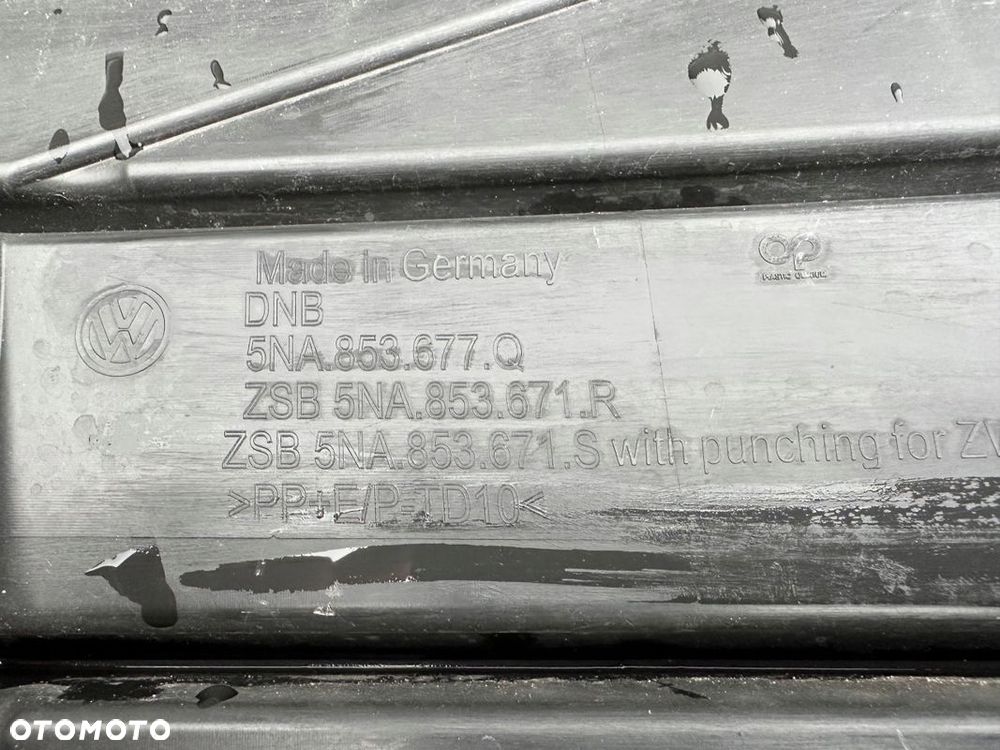 Made in Germany
DNB
5NA.853.677.Q
ZSB 5NA.853.671.R
ZSB 5NA.853.671.S with punching for
>PP+E/P-TD10<
OTOMOTO